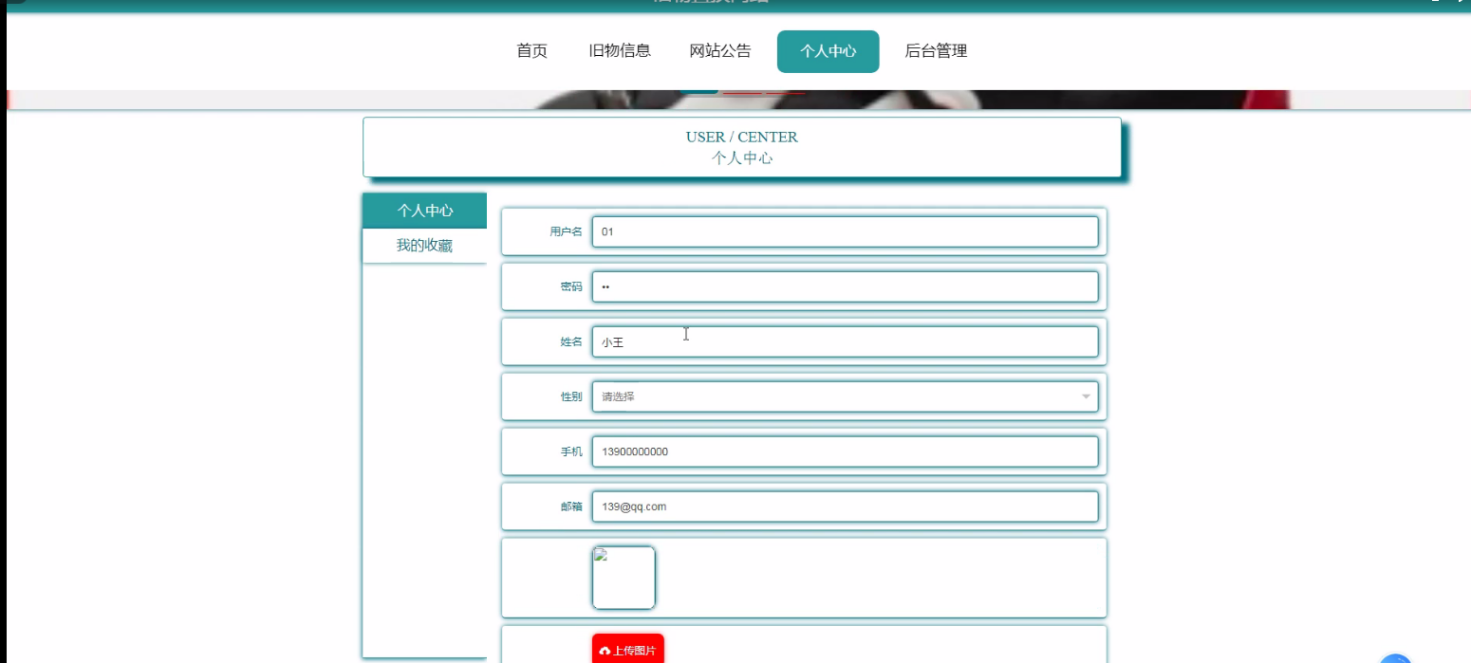 首页 旧物信息 网站公告 个人中心 后台管理
USER / CENTER
个人中心
个人中心
我的收藏
用户名 01
密码 ••
姓名 小王
性别 请选择
手机 13900000000
邮箱 139@qq.com
上传图片